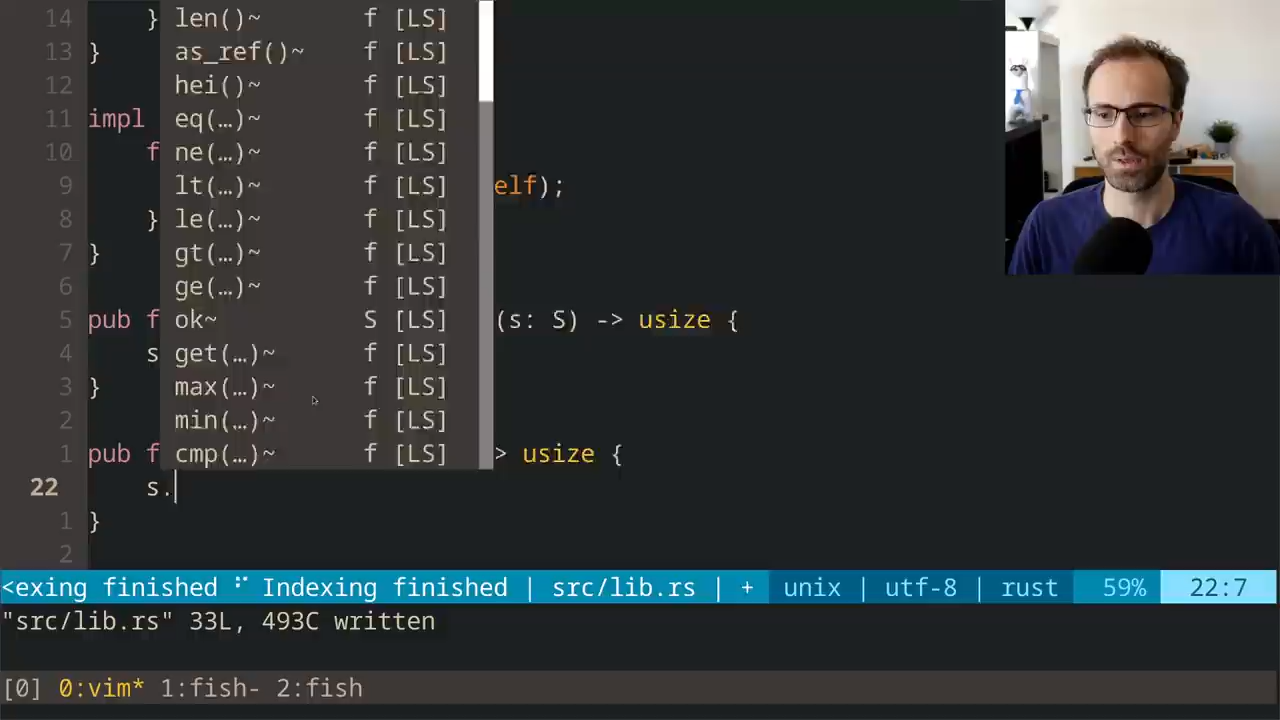 14 } len()~ f [LS]
13 } as_ref()~ f [LS]
12 hei()~ f [LS]
11 impl eq(…)~ f [LS]
10 f ne(…)~ f [LS]
9 lt(…)~ f [LS] elf);
8 } le(…)~ f [LS]
7 } gt(…)~ f [LS]
6 ge(…)~ f [LS]
5 pub f ok~ S [LS] (s: S) -> usize {
4 s get(…)~ f [LS]
3 } max(…)~ f [LS]
2 min(…)~ f [LS]
1 pub f cmp(…)~ f [LS] > usize {
22 s.
1 }
2
<exing finished ⠋ Indexing finished | src/lib.rs | + unix | utf-8 | rust 59% 22:7
"src/lib.rs" 33L, 493C written
[0] 0:vim* 1:fish- 2:fish